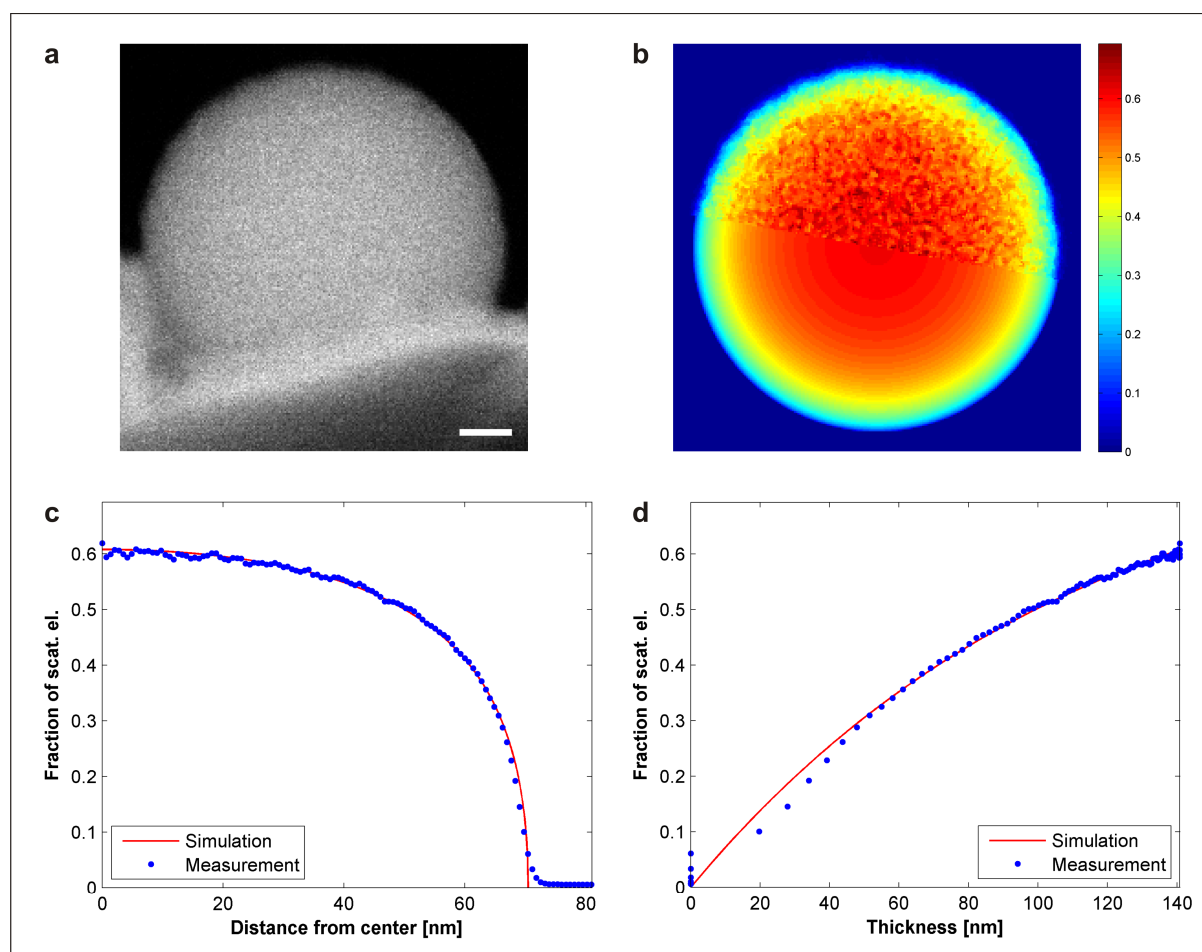 a
b
0.6
0.5
0.4
0.3
0.2
0.1
0
c
0.6
0.5
0.4
0.3
0.2
0.1
0
Fraction of scat. el.
Simulation
Measurement
0 20 40 60 80
Distance from center [nm]
d
0.6
0.5
0.4
0.3
0.2
0.1
0
Fraction of scat. el.
Simulation
Measurement
0 20 40 60 80 100 120 140
Thickness [nm]